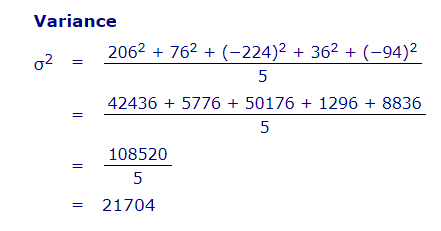 Variance
σ² = (206² + 76² + (−224)² + 36² + (−94)²) / 5
= (42436 + 5776 + 50176 + 1296 + 8836) / 5
= 108520 / 5
= 21704